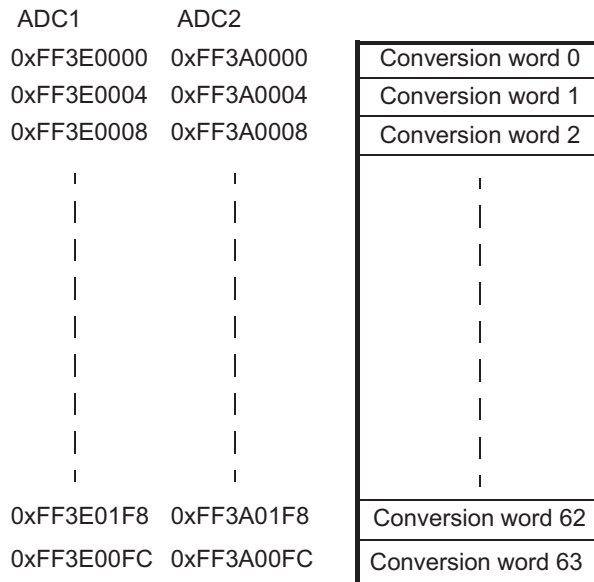 ADC1 ADC2
0xFF3E0000 0xFF3A0000 Conversion word 0
0xFF3E0004 0xFF3A0004 Conversion word 1
0xFF3E0008 0xFF3A0008 Conversion word 2
0xFF3E01F8 0xFF3A01F8 Conversion word 62
0xFF3E00FC 0xFF3A00FC Conversion word 63